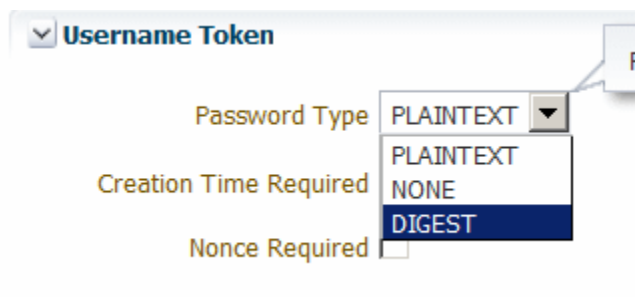 Username Token
Password Type PLAINTEXT
PLAINTEXT
Creation Time Required NONE
DIGEST
Nonce Required